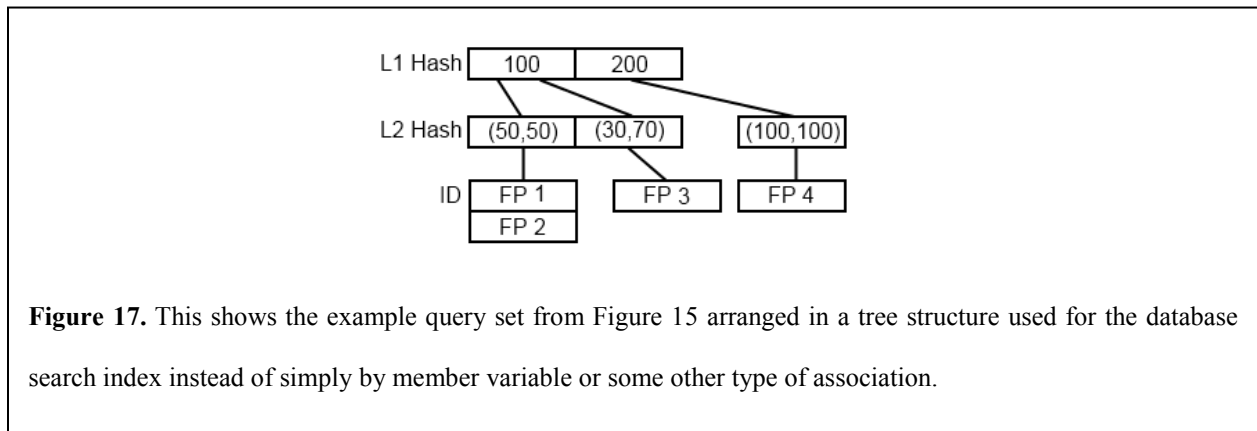 L1 Hash 100 200
L2 Hash (50,50) (30,70) (100,100)
ID FP 1 FP 3 FP 4
FP 2
Figure 17. This shows the example query set from Figure 15 arranged in a tree structure used for the database
search index instead of simply by member variable or some other type of association.